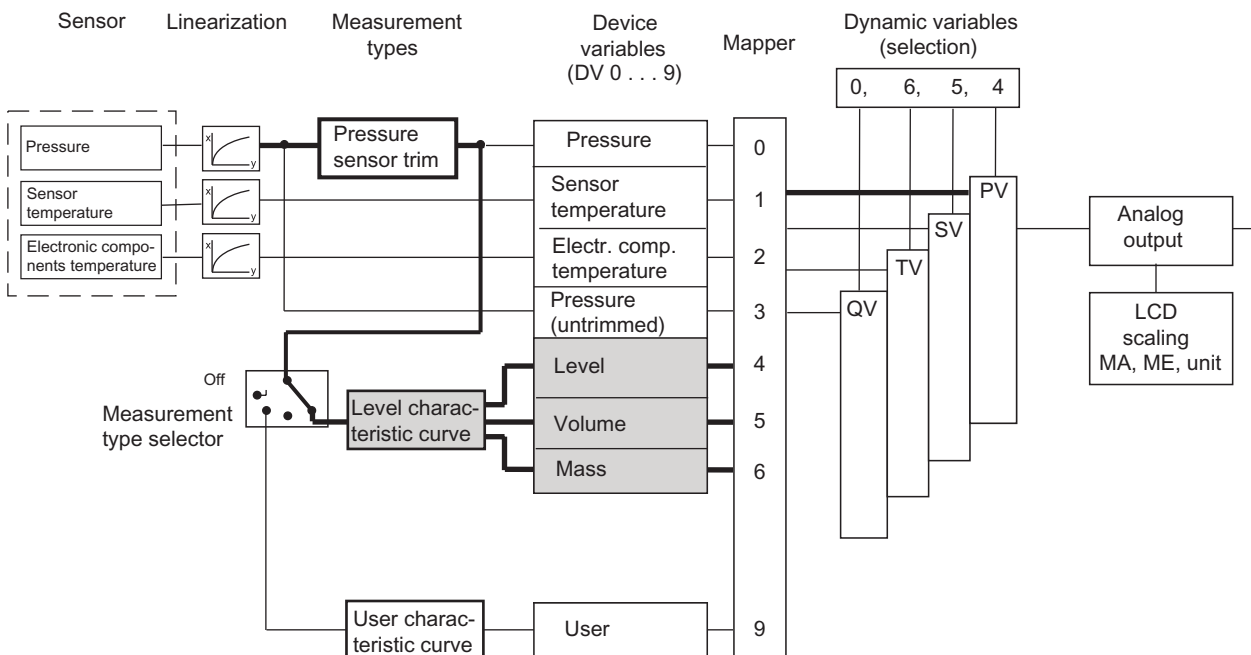 Sensor
Linearization
Measurement
types
Device
variables
(DV 0 . . . 9)
Mapper
Dynamic variables
(selection)
0, 6, 5, 4
Pressure
x
y
Pressure
sensor trim
Pressure
0
Sensor
temperature
x
y
Sensor
temperature
1
Electronic compo-
nents temperature
x
y
Electr. comp.
temperature
2
Pressure
(untrimmed)
3
PV
SV
TV
QV
Analog
output
LCD
scaling
MA, ME, unit
Off
Measurement
type selector
Level charac-
teristic curve
Level
4
Volume
5
Mass
6
User charac-
teristic curve
User
9